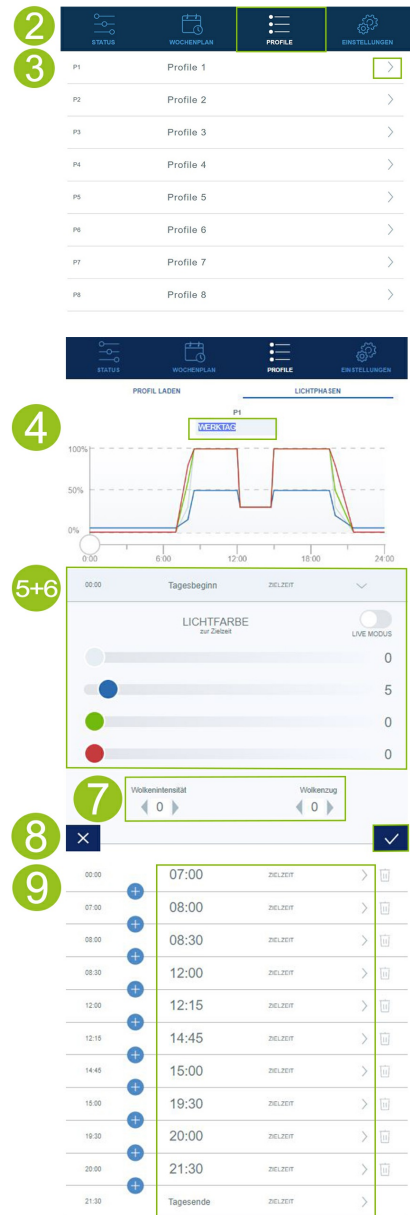 2
STATUS WOCHENPLAN PROFILE EINSTELLUNGEN
3
P1 Profile 1
P2 Profile 2
P3 Profile 3
P4 Profile 4
P5 Profile 5
P6 Profile 6
P7 Profile 7
P8 Profile 8
STATUS WOCHENPLAN PROFILE EINSTELLUNGEN
PROFIL LADEN LICHTPHASEN
4
P1
WERKTAG
100%
50%
0%
0:00 6:00 12:00 18:00 24:00
5+6
00:00 Tagesbeginn ZIELZEIT
LICHTFARBE
zur Zielzeit
LIVE MODUS
0
5
0
0
7
Wolkenintensität Wolkenzug
0 0
8
9
00:00 07:00 ZIELZEIT
07:00 08:00 ZIELZEIT
08:00 08:30 ZIELZEIT
08:30 12:00 ZIELZEIT
12:00 12:15 ZIELZEIT
12:15 14:45 ZIELZEIT
14:45 15:00 ZIELZEIT
15:00 19:30 ZIELZEIT
19:30 20:00 ZIELZEIT
20:00 21:30 ZIELZEIT
21:30 Tagesende ZIELZEIT